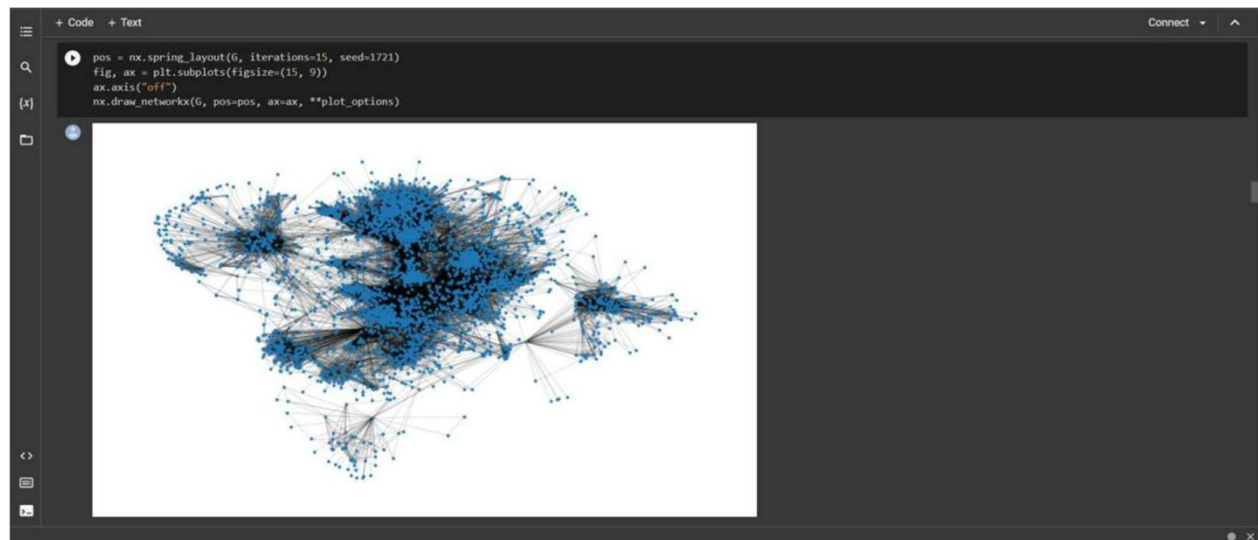 + Code + Text
Connect
pos = nx.spring_layout(G, iterations=15, seed=1721)
fig, ax = plt.subplots(figsize=(15, 9))
ax.axis("off")
nx.draw_networkx(G, pos=pos, ax=ax, **plot_options)
{x}